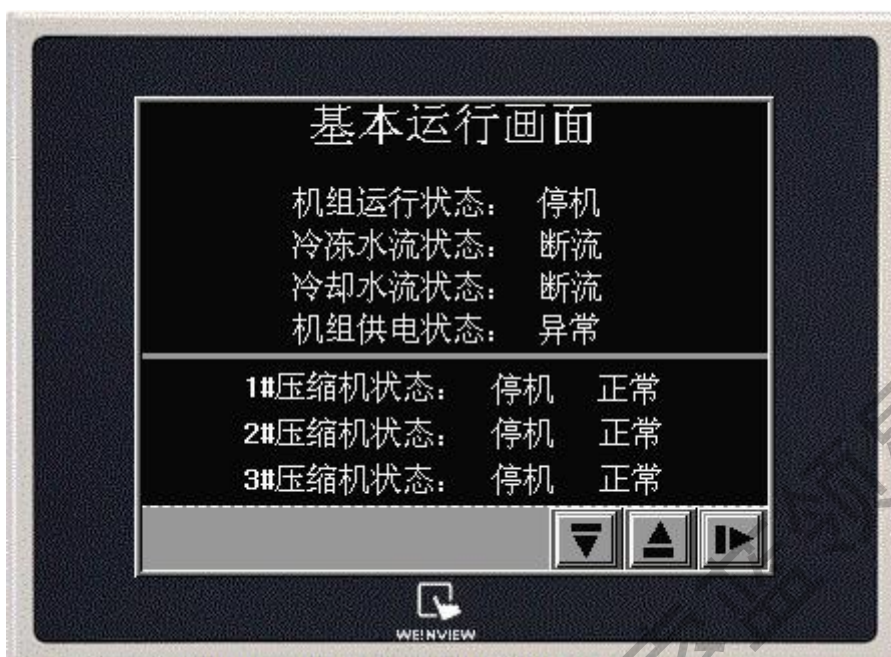 基本运行画面
机组运行状态： 停机
冷冻水流状态： 断流
冷却水流状态： 断流
机组供电状态： 异常
1#压缩机状态： 停机 正常
2#压缩机状态： 停机 正常
3#压缩机状态： 停机 正常
WE!NVIEW